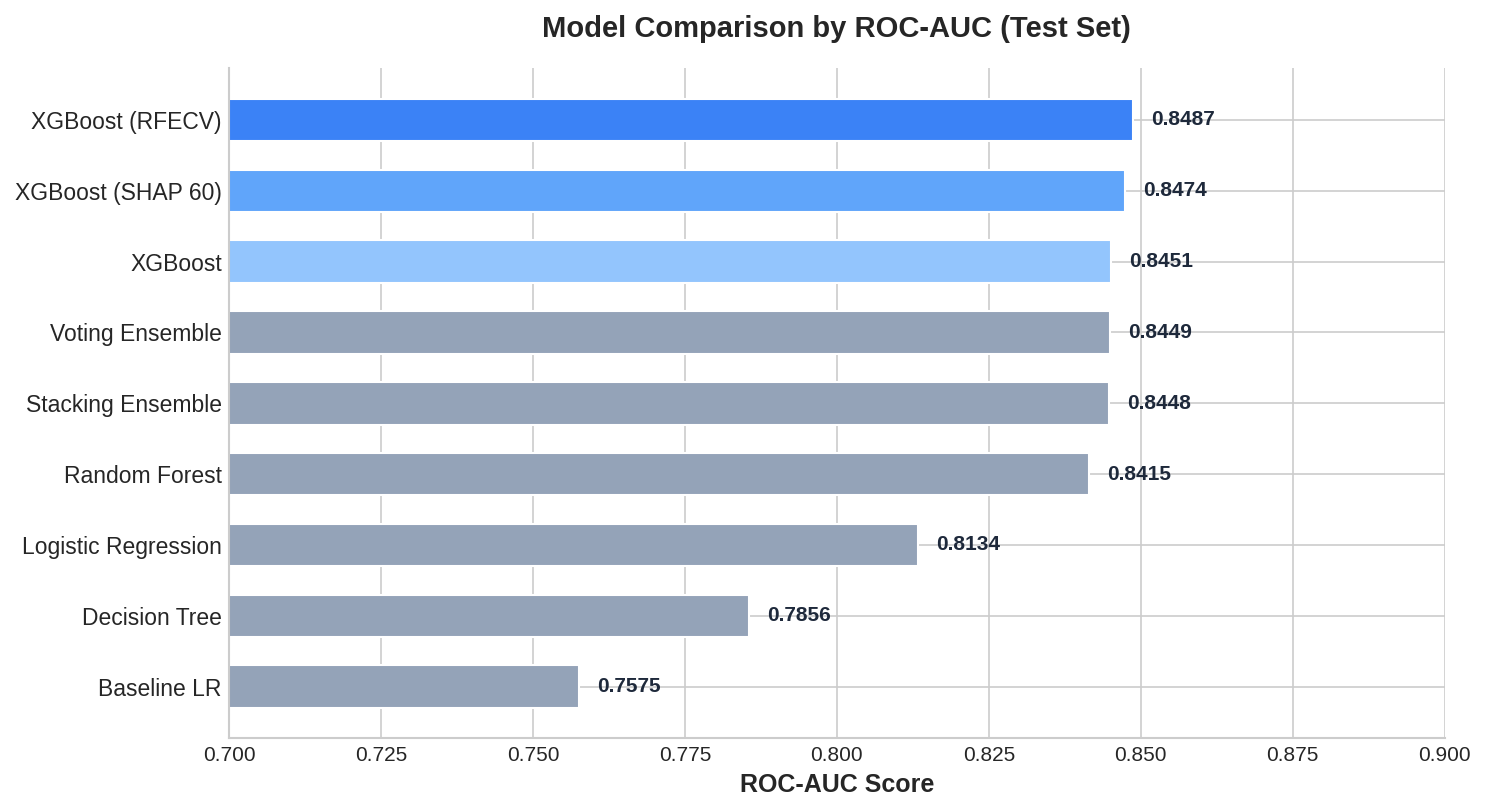 Model Comparison by ROC-AUC (Test Set)
XGBoost (RFECV) 0.8487
XGBoost (SHAP 60) 0.8474
XGBoost 0.8451
Voting Ensemble 0.8449
Stacking Ensemble 0.8448
Random Forest 0.8415
Logistic Regression 0.8134
Decision Tree 0.7856
Baseline LR 0.7575
0.700 0.725 0.750 0.775 0.800 0.825 0.850 0.875 0.900
ROC-AUC Score